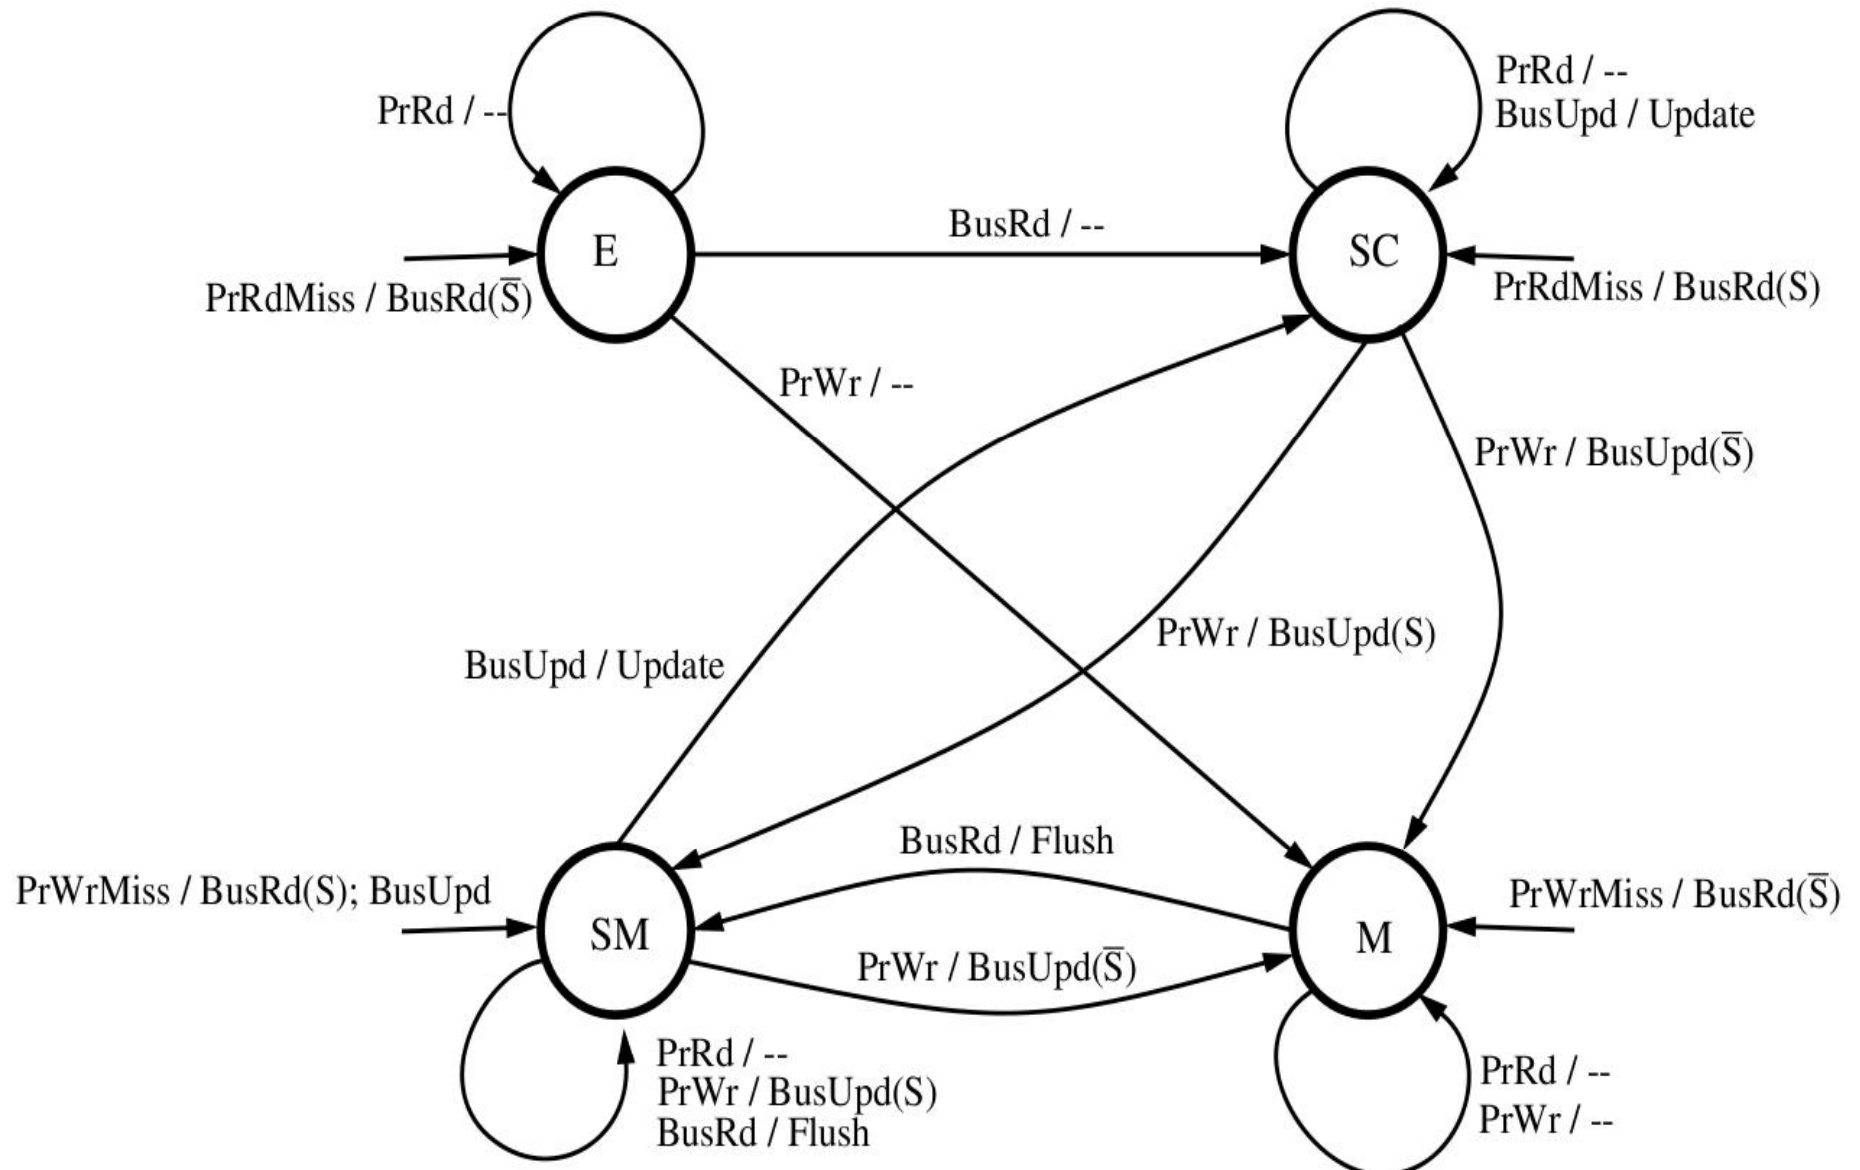 PrRd / --
PrRd / --
BusUpd / Update
E
BusRd / --
SC
PrRdMiss / BusRd(S̅)
PrRdMiss / BusRd(S)
PrWr / --
PrWr / BusUpd(S̅)
PrWr / BusUpd(S)
BusUpd / Update
BusRd / Flush
PrWrMiss / BusRd(S); BusUpd
PrWrMiss / BusRd(S̅)
SM
M
PrWr / BusUpd(S̅)
PrRd / --
PrWr / BusUpd(S)
BusRd / Flush
PrRd / --
PrWr / --